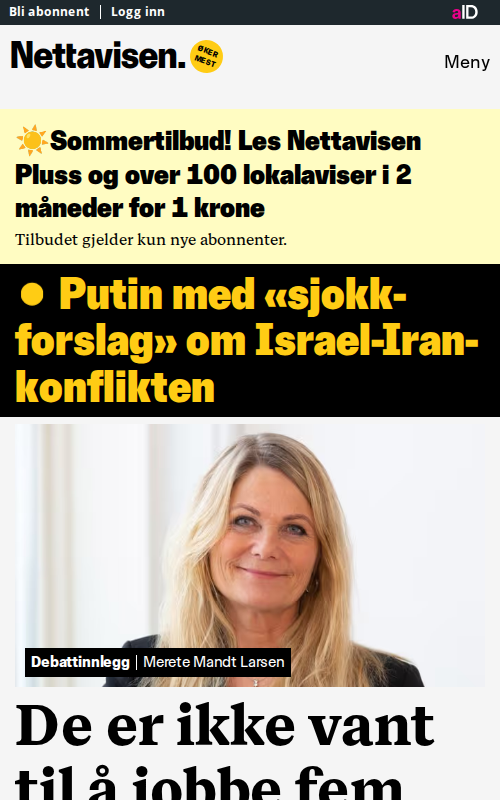 Bli abonnent | Logg inn
aID
Nettavisen.
ØKER
MEST
Meny
☀️Sommertilbud! Les Nettavisen
Pluss og over 100 lokalaviser i 2
måneder for 1 krone
Tilbudet gjelder kun nye abonnenter.
● Putin med «sjokk-
forslag» om Israel-Iran-
konflikten
Debattinnlegg | Merete Mandt Larsen
De er ikke vant
til å jobbe fem